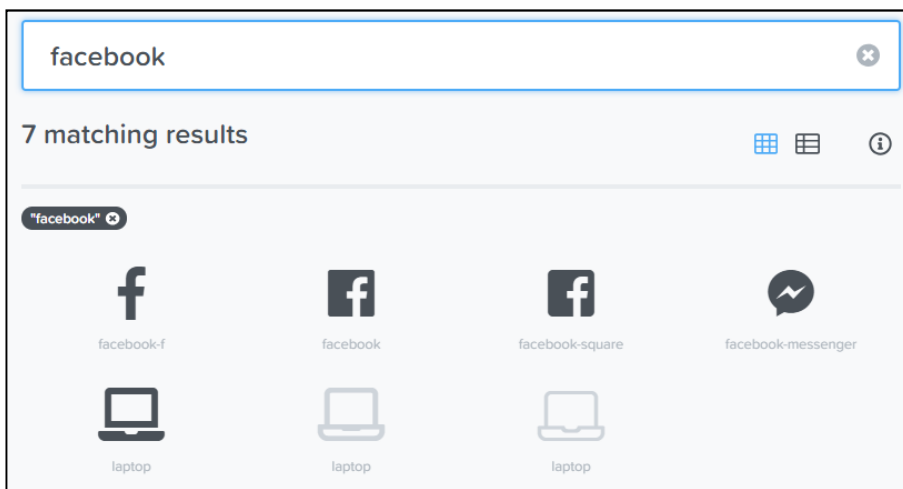 facebook
7 matching results
"facebook"
facebook-f facebook facebook-square facebook-messenger
laptop laptop laptop